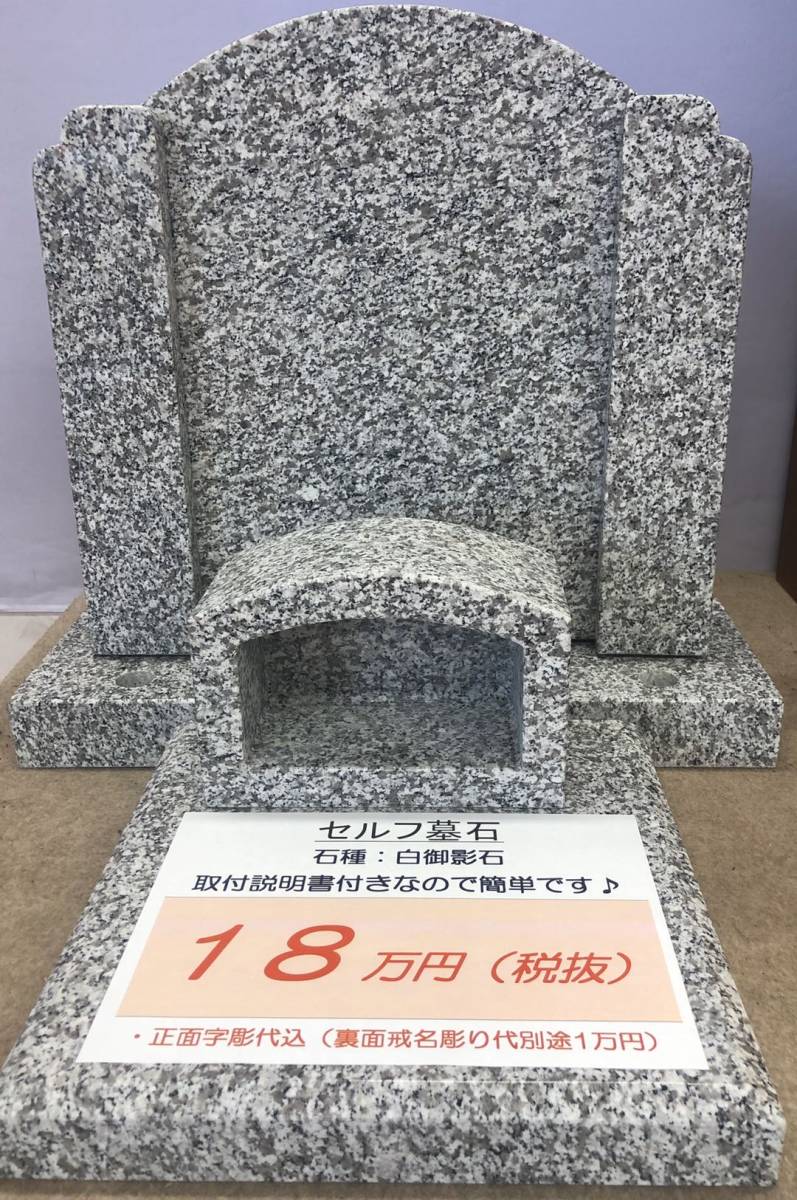 セルフ墓石
石種：白御影石
取付説明書付きなので簡単です♪
18万円（税抜）
・正面字彫代込（裏面戒名彫り代別途1万円）